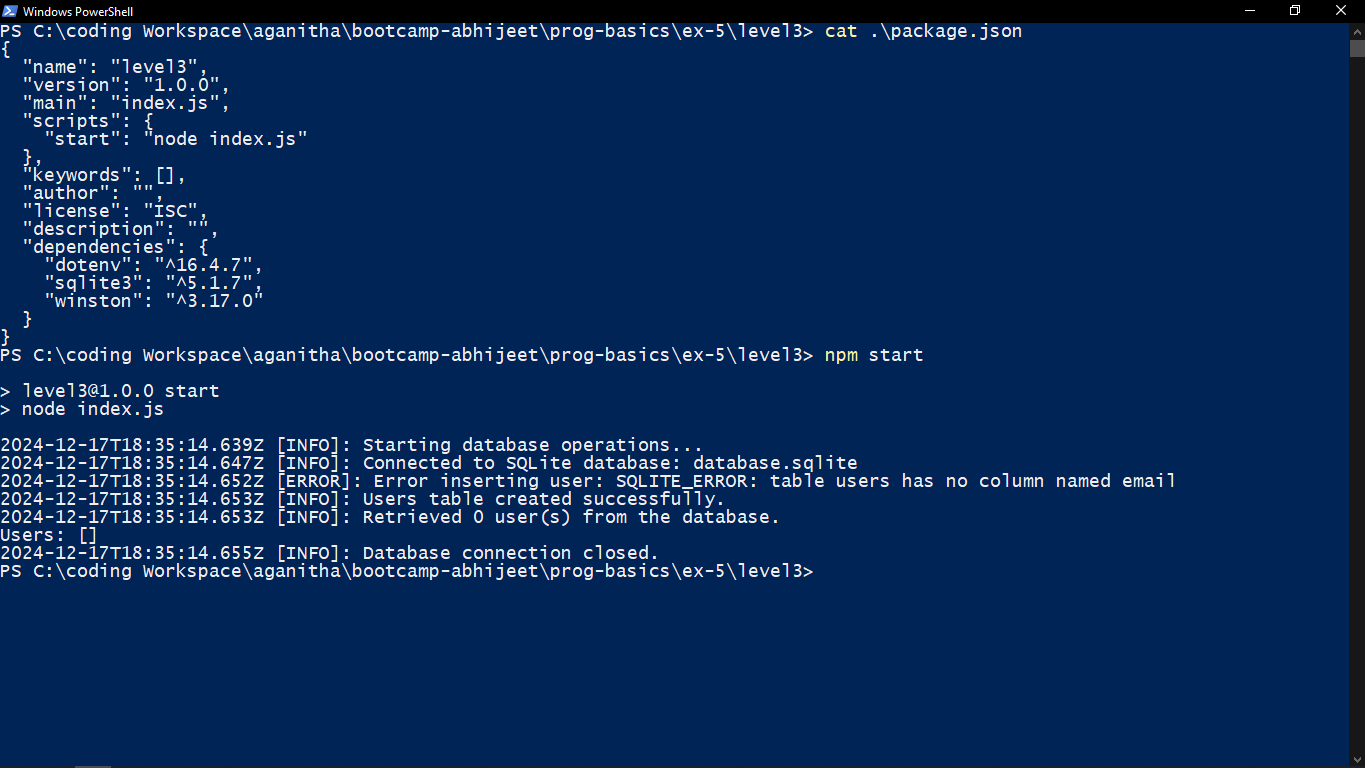 Windows PowerShell
PS C:\coding Workspace\aganitha\bootcamp-abhijeet\prog-basics\ex-5\level3> cat .\package.json
{
  "name": "level3",
  "version": "1.0.0",
  "main": "index.js",
  "scripts": {
    "start": "node index.js"
  },
  "keywords": [],
  "author": "",
  "license": "ISC",
  "description": "",
  "dependencies": {
    "dotenv": "^16.4.7",
    "sqlite3": "^5.1.7",
    "winston": "^3.17.0"
  }
}
PS C:\coding Workspace\aganitha\bootcamp-abhijeet\prog-basics\ex-5\level3> npm start
> level3@1.0.0 start
> node index.js
2024-12-17T18:35:14.639Z [INFO]: Starting database operations...
2024-12-17T18:35:14.647Z [INFO]: Connected to SQLite database: database.sqlite
2024-12-17T18:35:14.652Z [ERROR]: Error inserting user: SQLITE_ERROR: table users has no column named email
2024-12-17T18:35:14.653Z [INFO]: Users table created successfully.
2024-12-17T18:35:14.653Z [INFO]: Retrieved 0 user(s) from the database.
Users: []
2024-12-17T18:35:14.655Z [INFO]: Database connection closed.
PS C:\coding Workspace\aganitha\bootcamp-abhijeet\prog-basics\ex-5\level3>